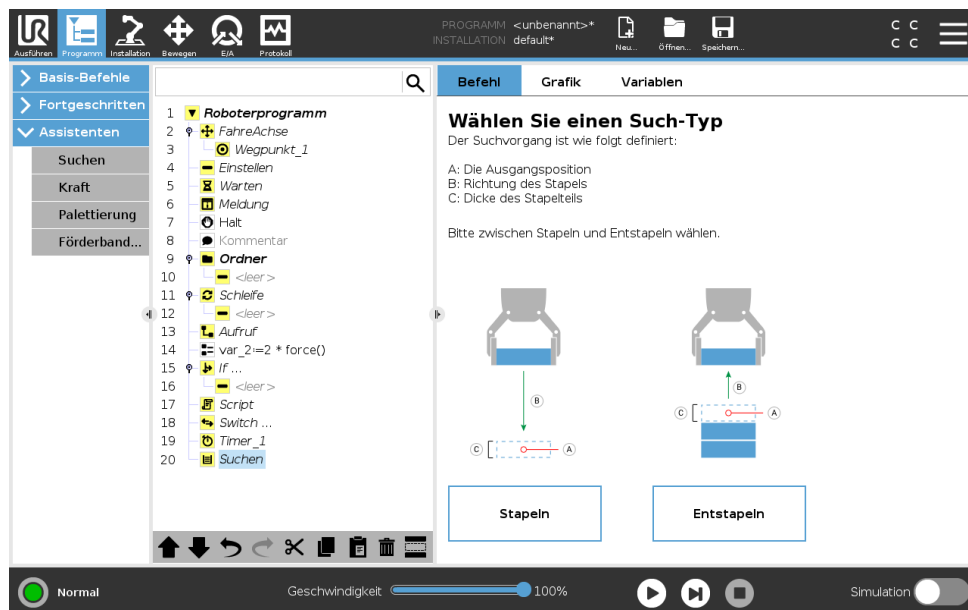 PROGRAMM <unbenannt>*
INSTALLATION default*
Ausführen Programm Installation Bewegen E/A Protokoll
Neu... Öffnen... Speichern...
C C
C C
Basis-Befehle
Fortgeschritten
Assistenten
Suchen
Kraft
Palettierung
Förderband...
1 Roboterprogramm
2 FahreAchse
3 Wegpunkt_1
4 Einstellen
5 Warten
6 Meldung
7 Halt
8 Kommentar
9 Ordner
10 <leer>
11 Schleife
12 <leer>
13 Aufruf
14 var_2:=2 * force()
15 If ...
16 <leer>
17 Script
18 Switch ...
19 Timer_1
20 Suchen
Befehl Grafik Variablen
Wählen Sie einen Such-Typ
Der Suchvorgang ist wie folgt definiert:
A: Die Ausgangsposition
B: Richtung des Stapels
C: Dicke des Stapelteils
Bitte zwischen Stapeln und Entstapeln wählen.
B
C A
B
C A
Stapeln Entstapeln
Normal Geschwindigkeit 100% Simulation